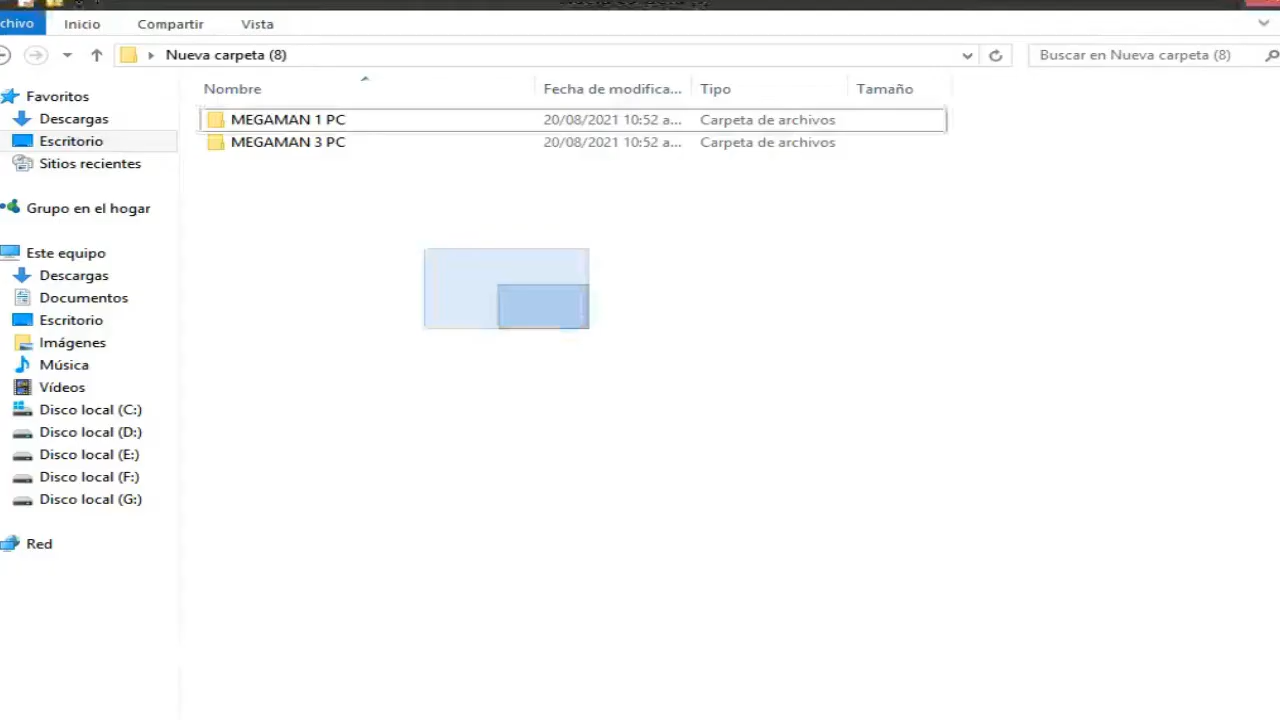 chivo Inicio Compartir Vista
Nueva carpeta (8) Buscar en Nueva carpeta (8)
Nombre Fecha de modifica... Tipo Tamaño
MEGAMAN 1 PC 20/08/2021 10:52 a... Carpeta de archivos
MEGAMAN 3 PC 20/08/2021 10:52 a... Carpeta de archivos
Favoritos
Descargas
Escritorio
Sitios recientes
Grupo en el hogar
Este equipo
Descargas
Documentos
Escritorio
Imágenes
Música
Vídeos
Disco local (C:)
Disco local (D:)
Disco local (E:)
Disco local (F:)
Disco local (G:)
Red